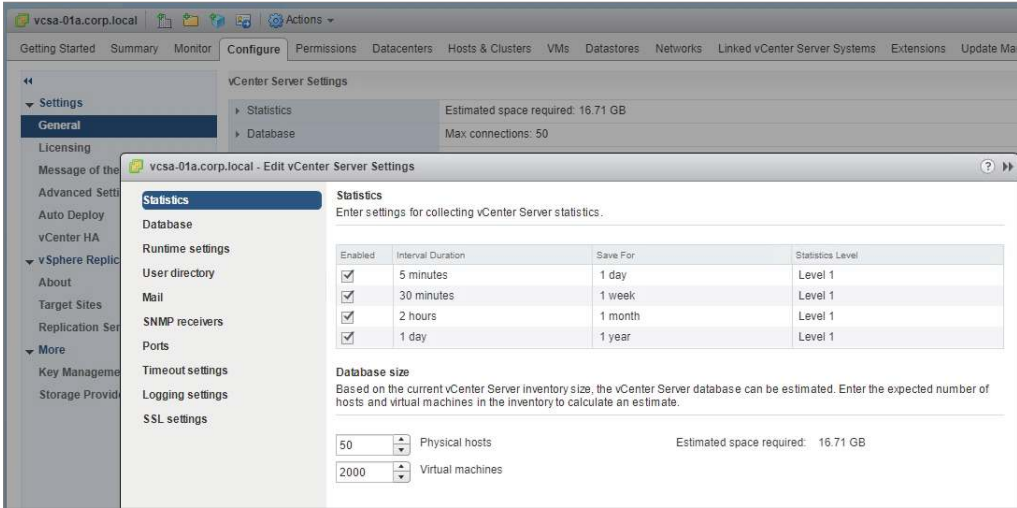 vcsa-01a.corp.local Actions
Getting Started Summary Monitor Configure Permissions Datacenters Hosts & Clusters VMs Datastores Networks Linked vCenter Server Systems Extensions Update Ma
vCenter Server Settings
Settings
General
Licensing
Message of the
Advanced Setti
Auto Deploy
vCenter HA
vSphere Replic
About
Target Sites
Replication Ser
More
Key Manageme
Storage Provid
Statistics Estimated space required: 16.71 GB
Database Max connections: 50
vcsa-01a.corp.local - Edit vCenter Server Settings ?
Statistics
Database
Runtime settings
User directory
Mail
SNMP receivers
Ports
Timeout settings
Logging settings
SSL settings
Statistics
Enter settings for collecting vCenter Server statistics.
Enabled Interval Duration Save For Statistics Level
5 minutes 1 day Level 1
30 minutes 1 week Level 1
2 hours 1 month Level 1
1 day 1 year Level 1
Database size
Based on the current vCenter Server inventory size, the vCenter Server database can be estimated. Enter the expected number of
hosts and virtual machines in the inventory to calculate an estimate.
50 Physical hosts Estimated space required: 16.71 GB
2000 Virtual machines